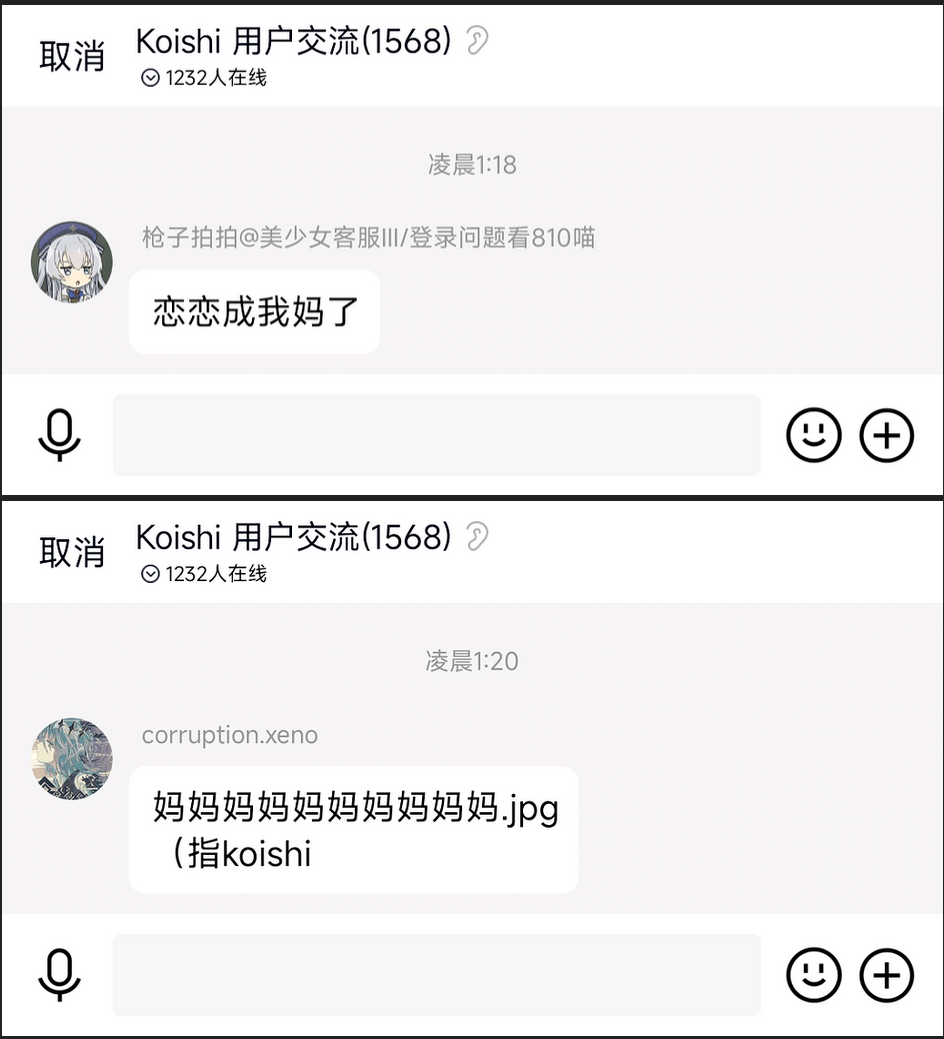 取消
Koishi 用户交流(1568)
1232人在线
凌晨1:18
枪子拍拍@美少女客服III/登录问题看810喵
恋恋成我妈了
取消
Koishi 用户交流(1568)
1232人在线
凌晨1:20
corruption.xeno
妈妈妈妈妈妈妈妈妈妈.jpg
（指koishi